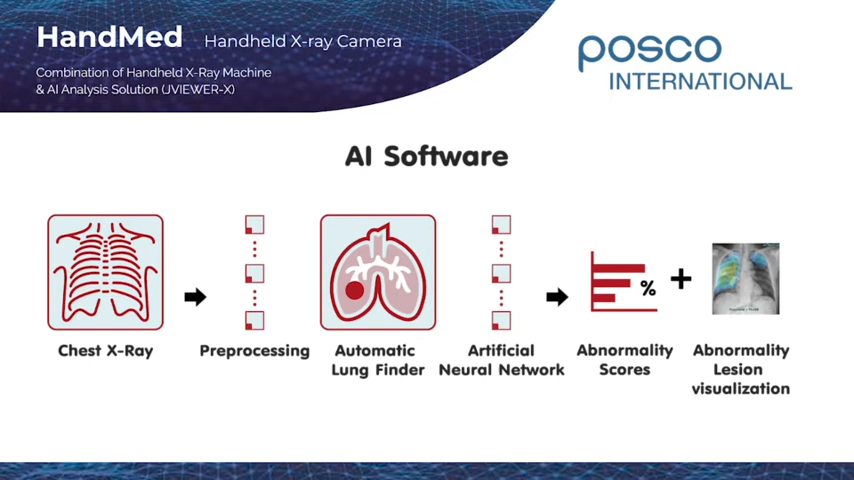 HandMed Handheld X-ray Camera
Combination of Handheld X-Ray Machine
& AI Analysis Solution (JVIEWER-X)
posco
INTERNATIONAL
AI Software
%
+
Chest X-Ray
Preprocessing
Automatic
Lung Finder
Artificial
Neural Network
Abnormality
Scores
Abnormality
Lesion
visualization